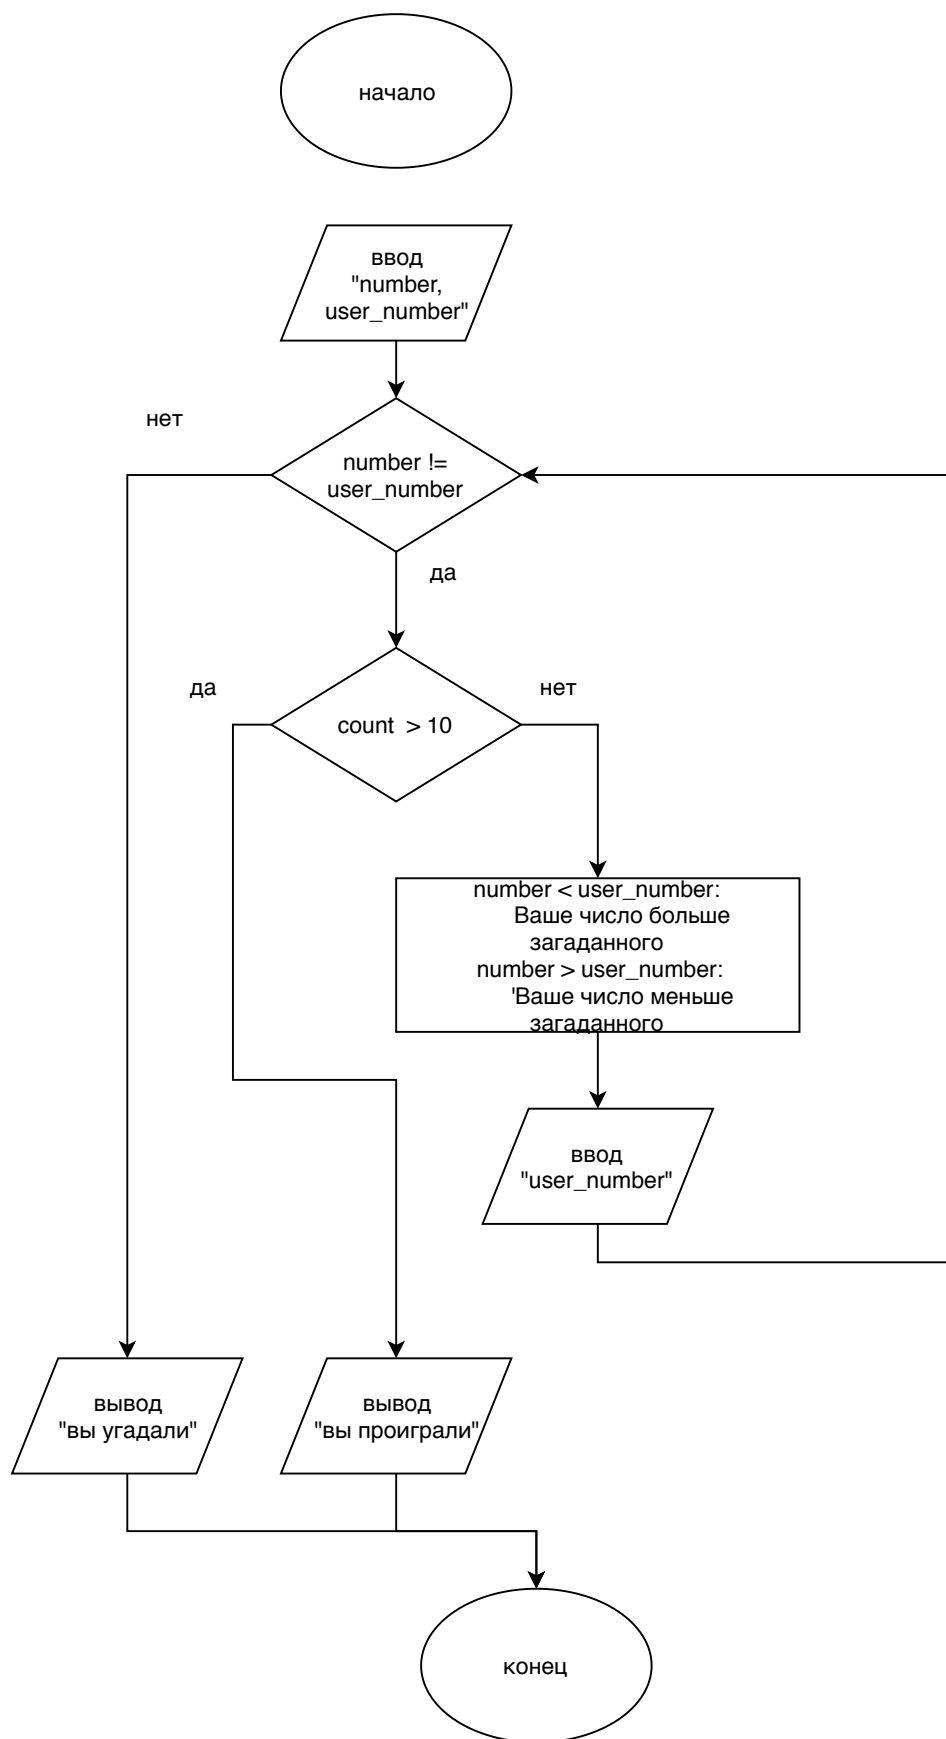 начало
ввод
"number,
user_number"
нет
number !=
user_number
да
да
нет
count > 10
number < user_number:
Ваше число больше
загаданного
number > user_number:
'Ваше число меньше
загаданного
ввод
"user_number"
вывод
"вы угадали"
вывод
"вы проиграли"
конец